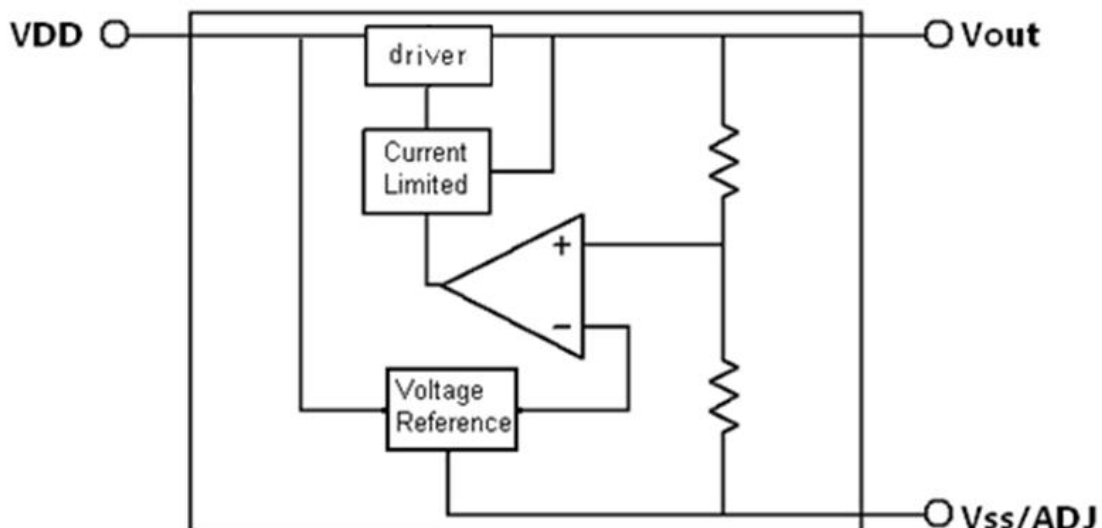 VDD
driver
Vout
Current
Limited
+
−
Voltage
Reference
Vss/ADJ